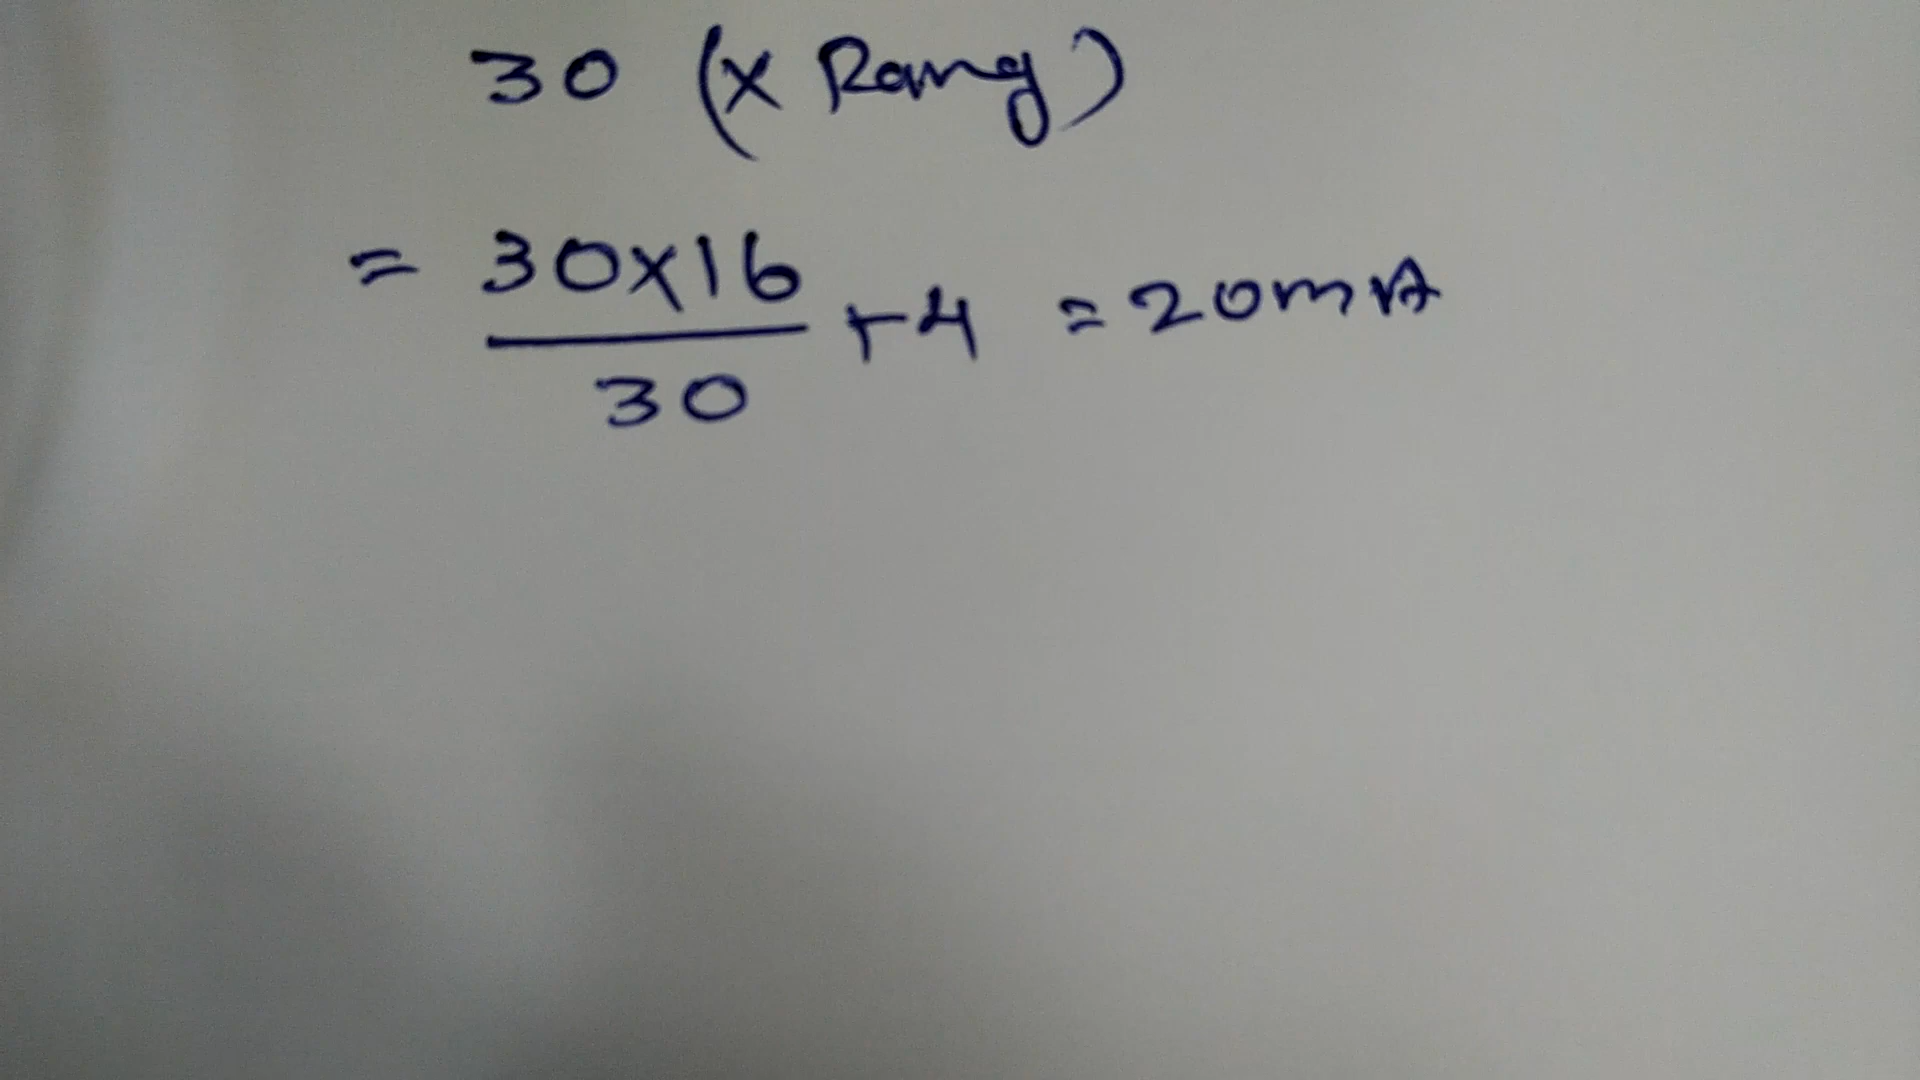 30 (x Rang)
= 30x16/30 +4 = 20mA